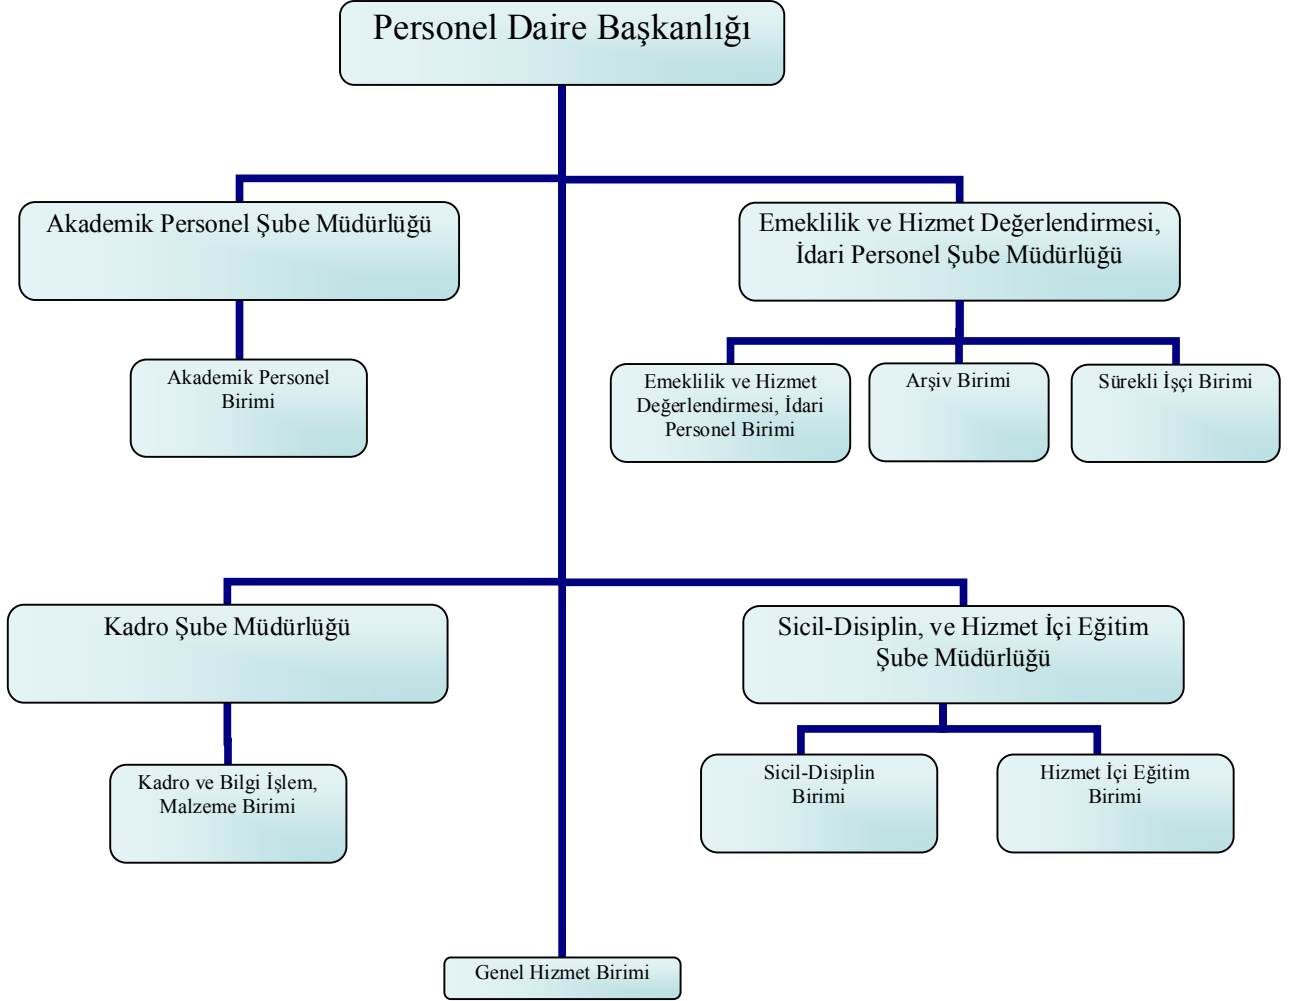 Personel Daire Başkanlığı
Akademik Personel Şube Müdürlüğü
Emeklilik ve Hizmet Değerlendirmesi,
İdari Personel Şube Müdürlüğü
Akademik Personel
Birimi
Emeklilik ve Hizmet
Değerlendirmesi, İdari
Personel Birimi
Arşiv Birimi
Sürekli İşçi Birimi
Kadro Şube Müdürlüğü
Sicil-Disiplin, ve Hizmet İçi Eğitim
Şube Müdürlüğü
Kadro ve Bilgi İşlem,
Malzeme Birimi
Sicil-Disiplin
Birimi
Hizmet İçi Eğitim
Birimi
Genel Hizmet Birimi